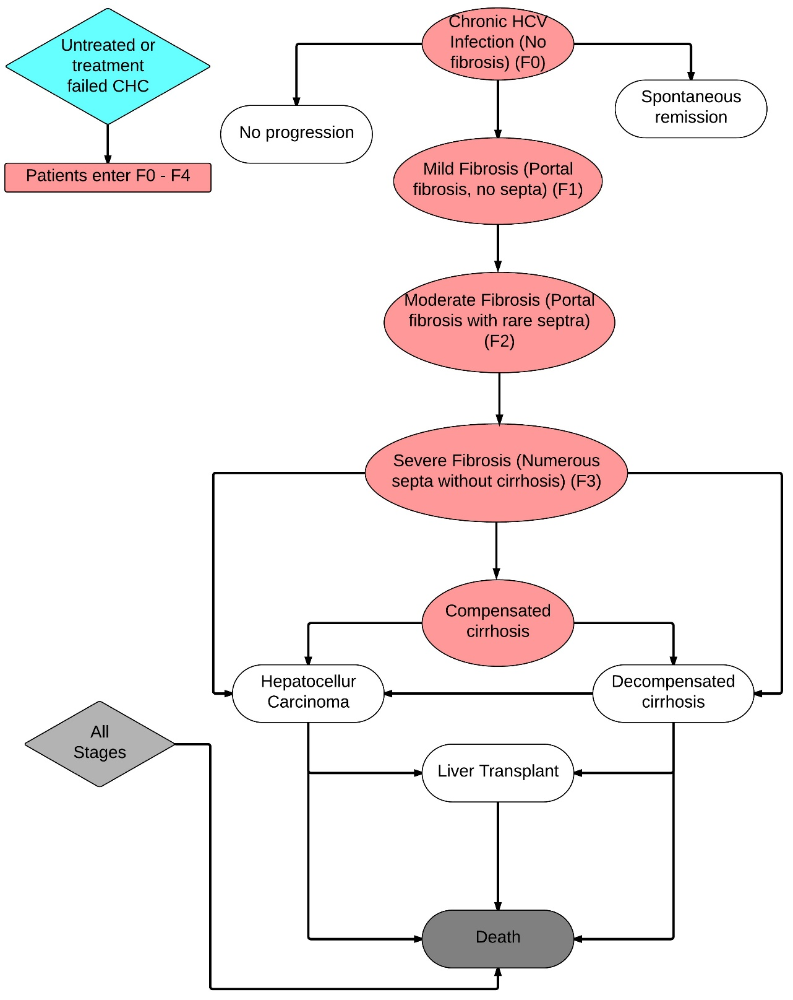 Untreated or
treatment
failed CHC
Patients enter F0 - F4
Chronic HCV
Infection (No
fibrosis) (F0)
No progression
Spontaneous
remission
Mild Fibrosis (Portal
fibrosis, no septa) (F1)
Moderate Fibrosis (Portal
fibrosis with rare septra)
(F2)
Severe Fibrosis (Numerous
septa without cirrhosis) (F3)
Compensated
cirrhosis
Hepatocellur
Carcinoma
Decompensated
cirrhosis
All
Stages
Liver Transplant
Death